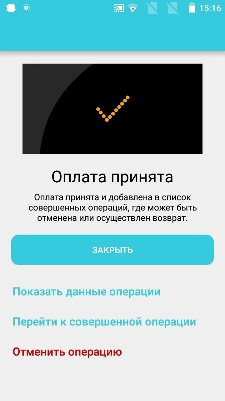 15:16
Оплата принята
Оплата принята и добавлена в список
совершенных операций, где может быть
отменена или осуществлен возврат.
ЗАКРЫТЬ
Показать данные операции
Перейти к совершенной операции
Отменить операцию